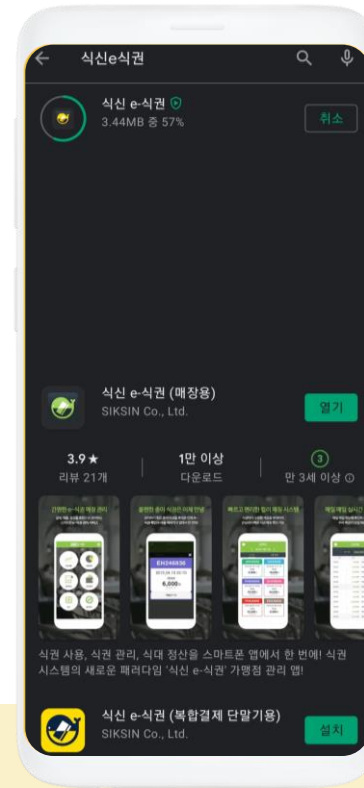 식신e식권
식신 e-식권
3.44MB 중 57%
취소
식신 e-식권 (매장용)
SIKSIN Co., Ltd.
열기
3.9★
리뷰 21개
1만 이상
다운로드
3
만 3세 이상
EH246836
6,000
식권 사용, 식권 관리, 식대 정산을 스마트폰 앱에서 한 번에! 식권
시스템의 새로운 패러다임 '식신 e-식권' 가맹점 관리 앱!
식신 e-식권 (복합결제 단말기용)
SIKSIN Co., Ltd.
설치